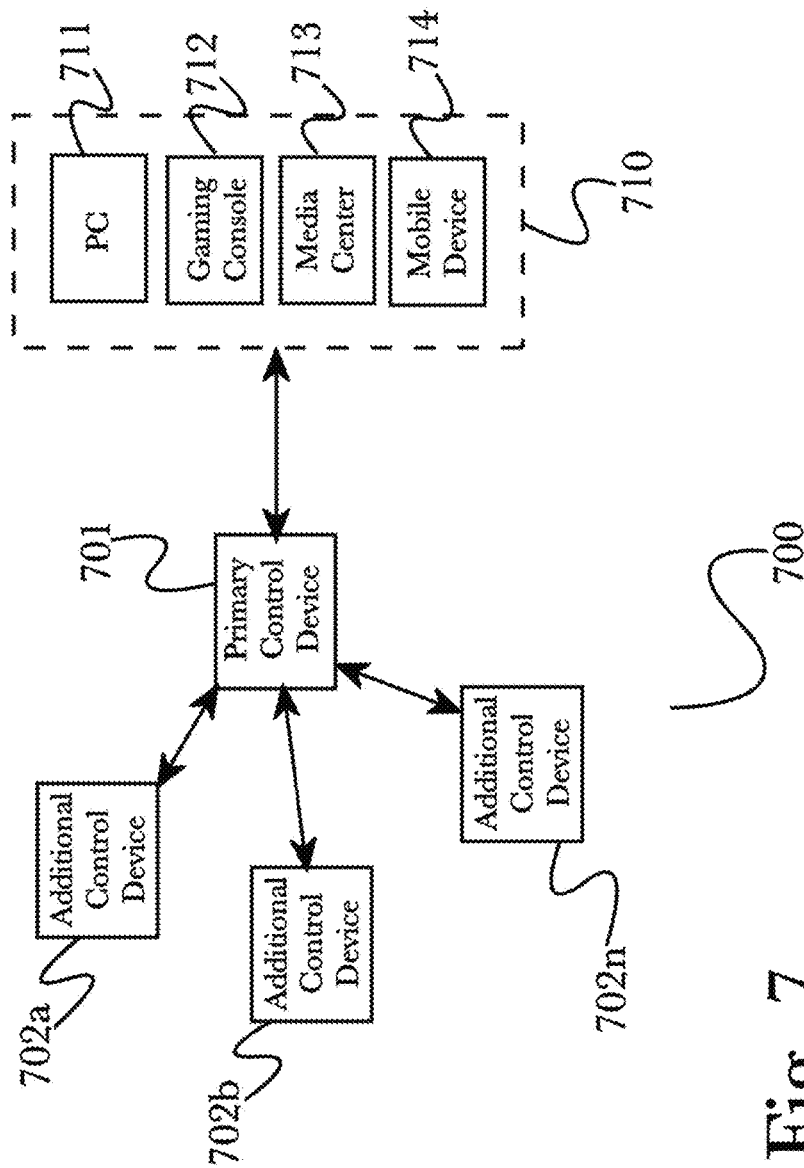 702a
Additional
Control
Device
702b
Additional
Control
Device
702n
Additional
Control
Device
701
Primary
Control
Device
711
PC
712
Gaming
Console
713
Media
Center
714
Mobile
Device
710
700
Fig. 7